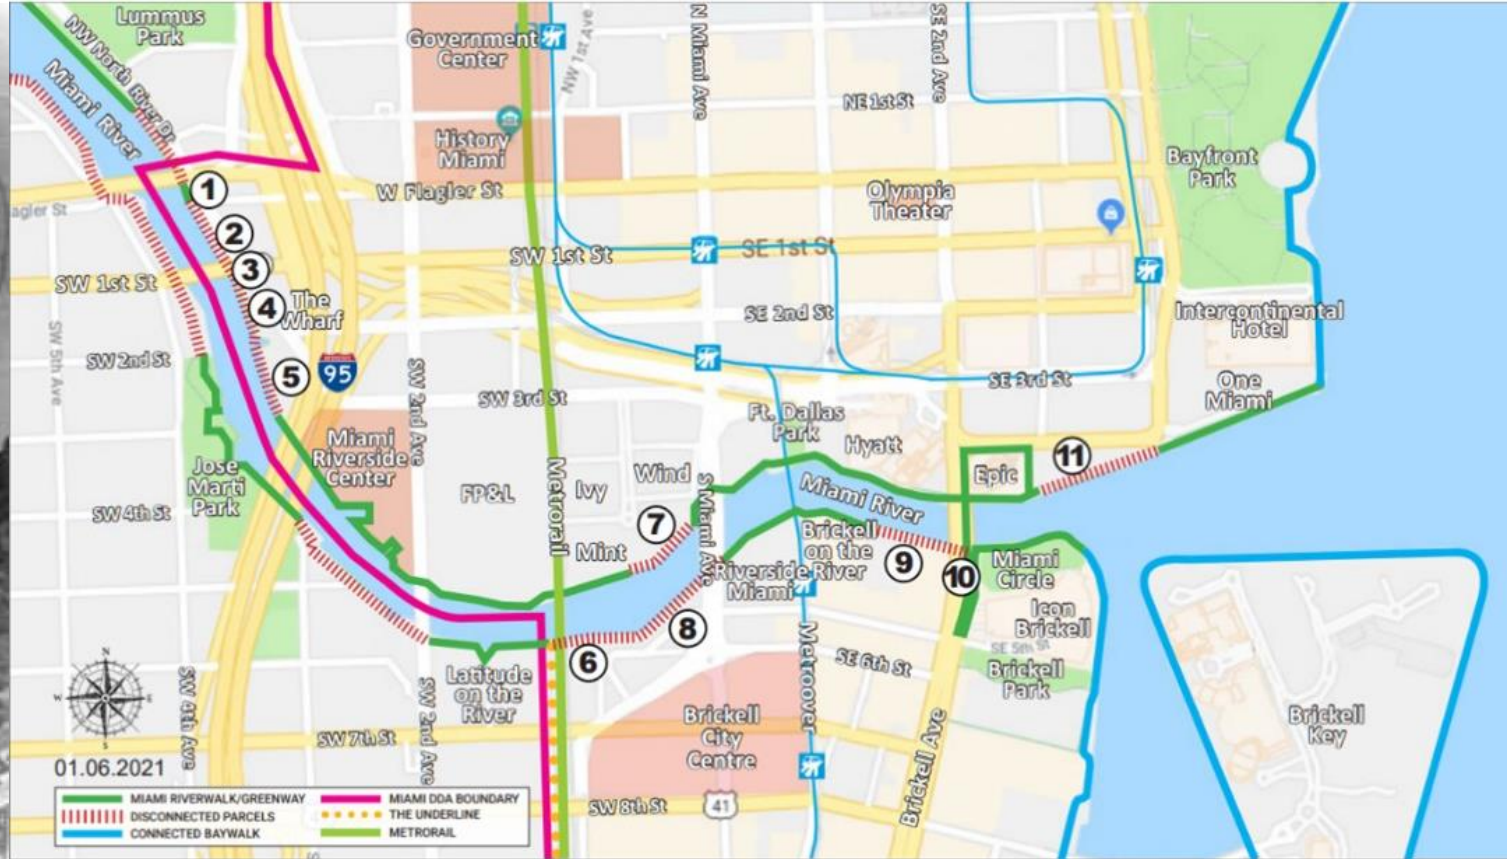 Lummus
Park
NW North River Dr
Miami River
Government
Center
NW 1st Ave
N Miami Ave
SE 2nd Ave
NE 1st St
History
Miami
W Flagler St
agler St
Olympia
Theater
Bayfront
Park
1
2
3
4
5
SW 1st St
SW 1st St
SE 1st St
The
Wharf
SE 2nd St
Intercontinental
Hotel
SW 5th Ave
SW 2nd St
95
SW 2nd Ave
SW 3rd St
SE 3rd St
One
Miami
Ft. Dallas
Park
Hyatt
Miami
Riverside
Center
Jose
Marti
Park
SW 4th St
FP&L
Metrorail
Ivy
Wind
S Miami Ave
Miami River
Epic
11
7
Mint
Brickell
on the
River
9
10
Riverside
Miami
Miami
Circle
Icon
Brickell
SE 5th St
Brickell
Park
8
6
Metromover
SE 6th St
Latitude
on the
River
SW 4th Ave
SW 2nd Ave
SW 7th St
Brickell
City
Centre
Brickell Ave
Brickell
Key
SW 8th St
41
N
W
E
S
01.06.2021
MIAMI RIVERWALK/GREENWAY
MIAMI DDA BOUNDARY
DISCONNECTED PARCELS
THE UNDERLINE
CONNECTED BAYWALK
METRORAIL